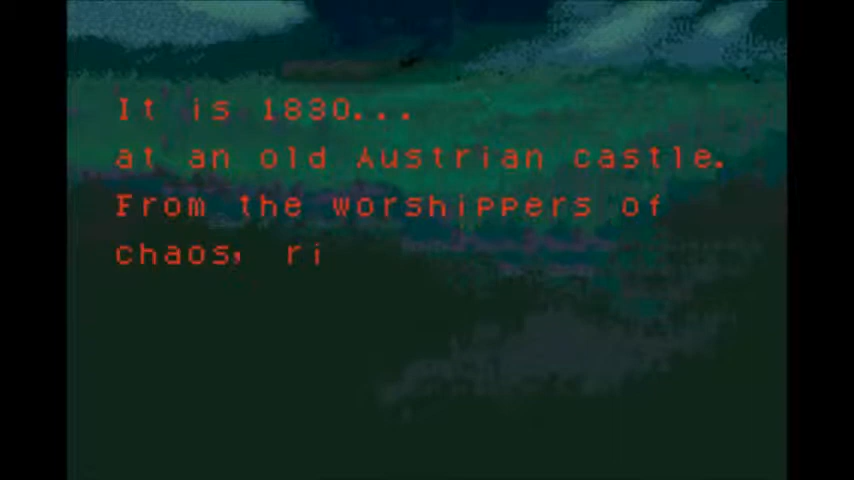 It is 1830...
at an old Austrian castle.
From the worshippers of
chaos, ri